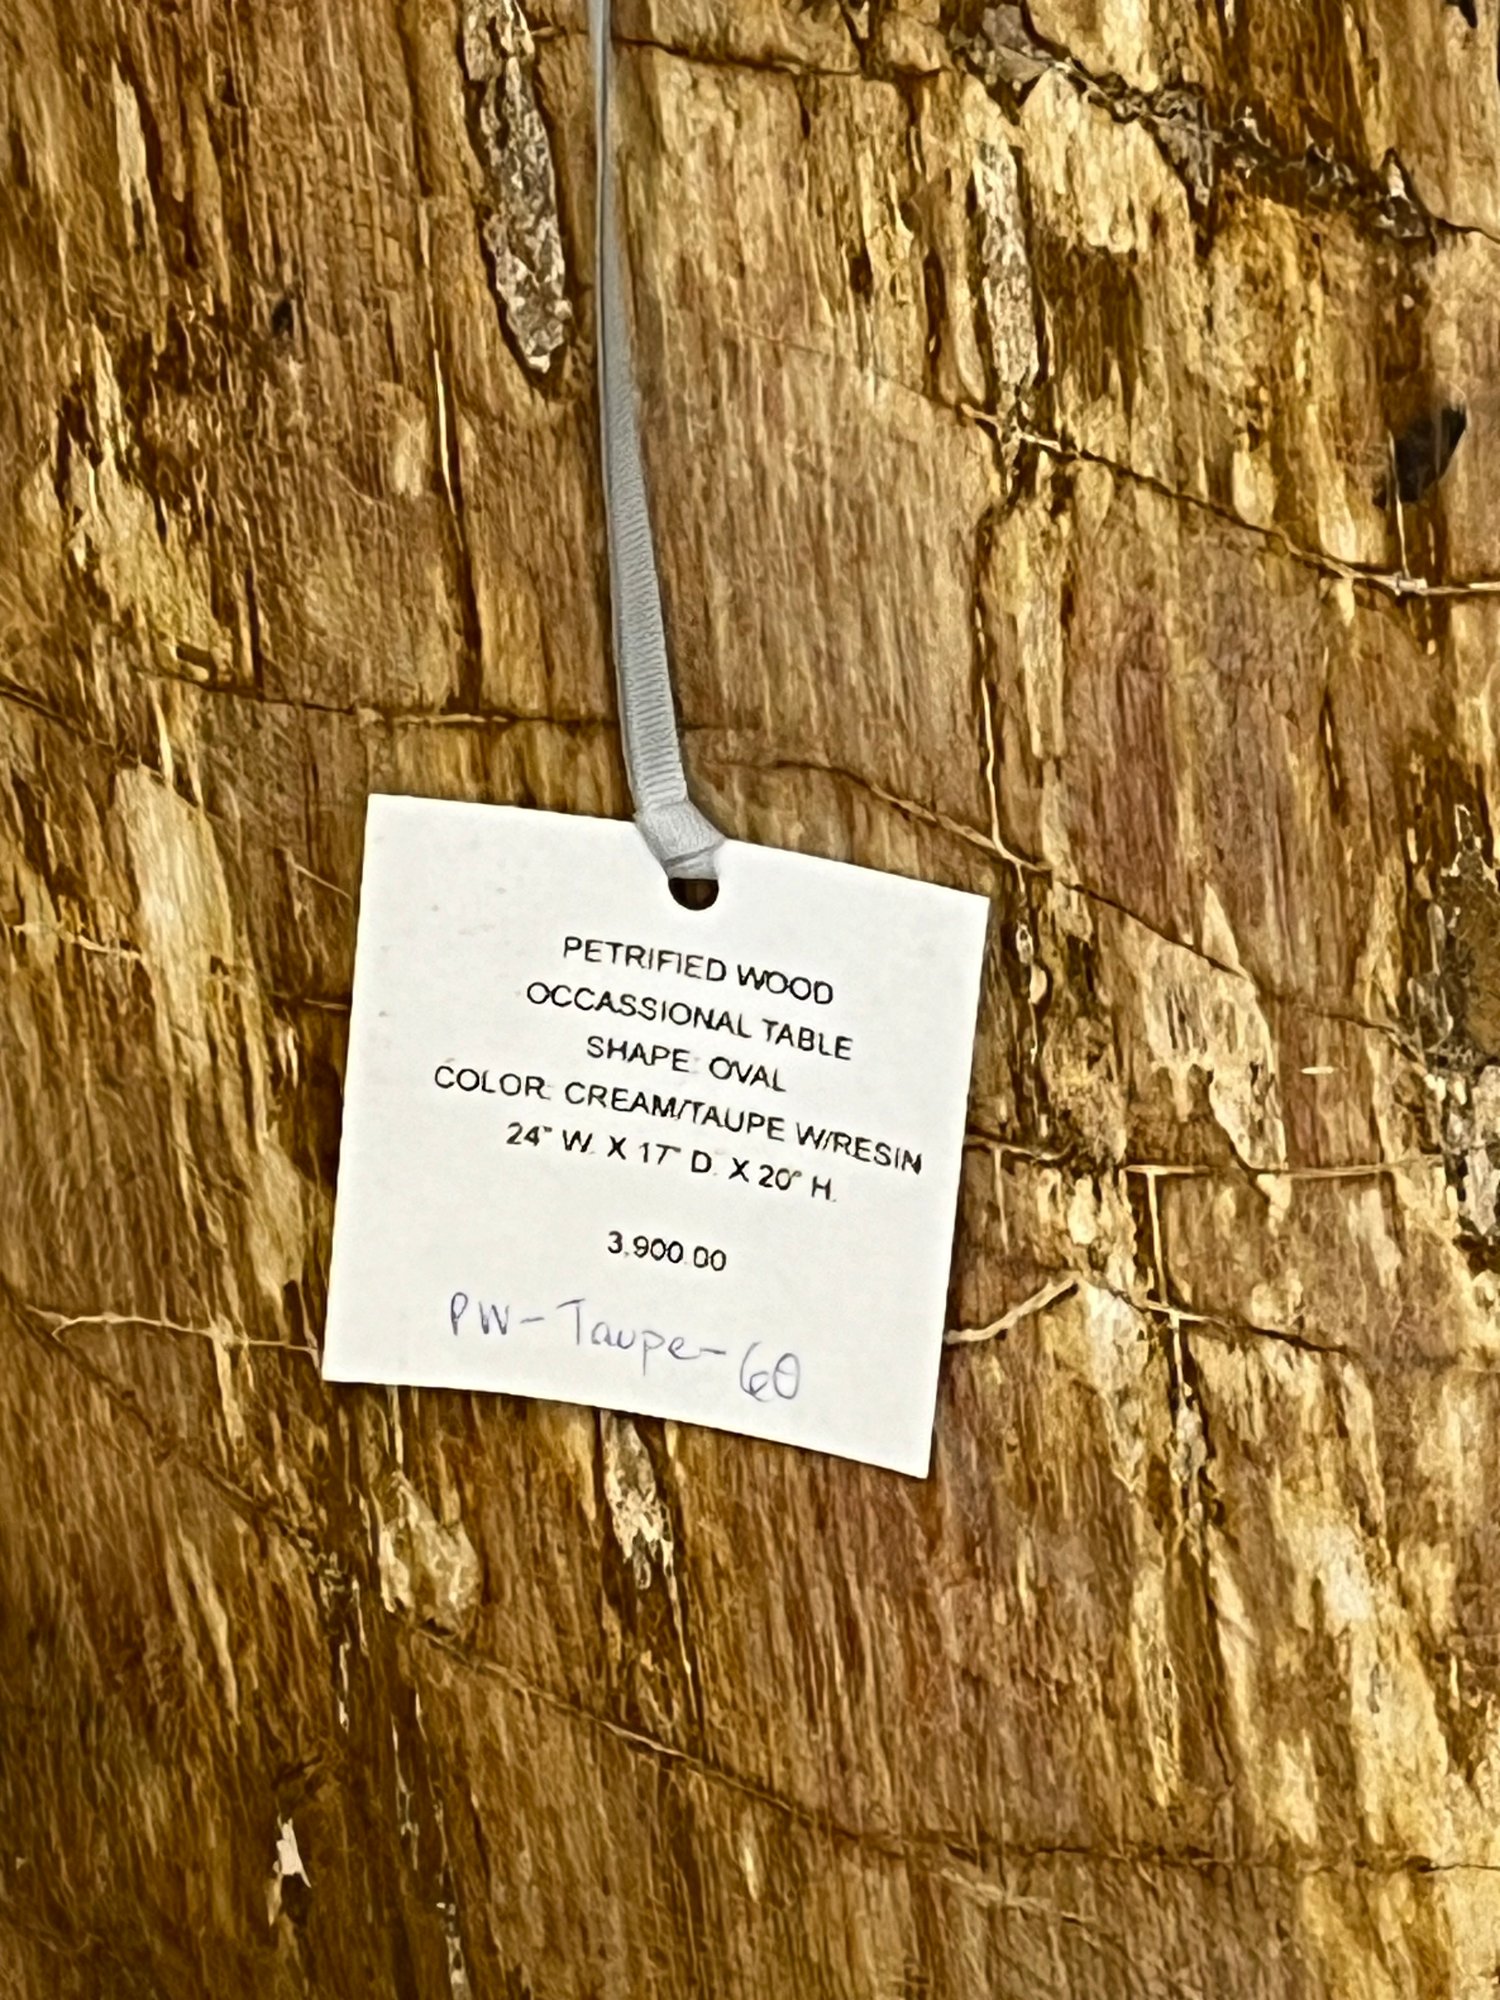 PETRIFIED WOOD
OCCASSIONAL TABLE
SHAPE: OVAL
COLOR: CREAM/TAUPE W/RESIN
24" W. X 17" D. X 20" H.
3,900.00
PW-Taupe-60